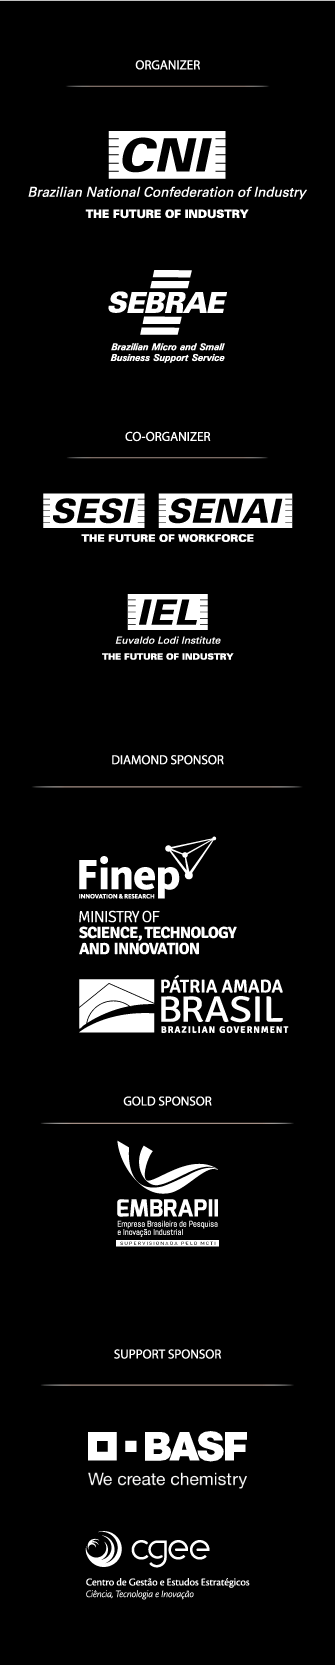 ORGANIZER
CNI
Brazilian National Confederation of Industry
THE FUTURE OF INDUSTRY
SEBRAE
Brazilian Micro and Small
Business Support Service
CO-ORGANIZER
SESI SENAI
THE FUTURE OF WORKFORCE
IEL
Euvaldo Lodi Institute
THE FUTURE OF INDUSTRY
DIAMOND SPONSOR
Finep
INNOVATION & RESEARCH
MINISTRY OF
SCIENCE, TECHNOLOGY
AND INNOVATION
PÁTRIA AMADA
BRASIL
BRAZILIAN GOVERNMENT
GOLD SPONSOR
EMBRAPII
Empresa Brasileira de Pesquisa
e Inovação Industrial
SUPERVISIONADA PELO MCTI
SUPPORT SPONSOR
BASF
We create chemistry
cgee
Centro de Gestão e Estudos Estratégicos
Ciência, Tecnologia e Inovação